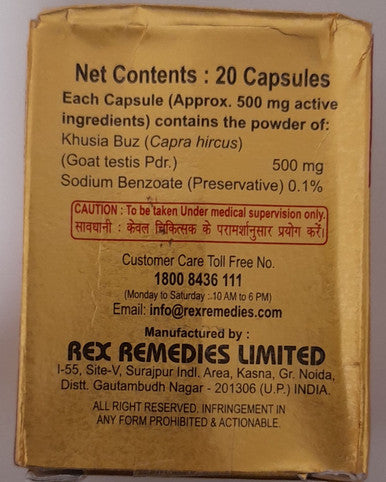 Net Contents : 20 Capsules
Each Capsule (Approx. 500 mg active
ingredients) contains the powder of:
Khusia Buz (Capra hircus)
(Goat testis Pdr.) 500 mg
Sodium Benzoate (Preservative) 0.1%
CAUTION : To be taken Under medical supervision only.
सावधानी : केवल चिकित्सक के परामर्शानुसार प्रयोग करें।
Customer Care Toll Free No.
1800 8436 111
(Monday to Saturday : 10 AM to 6 PM)
Email: info@rexremedies.com
Manufactured by :
REX REMEDIES LIMITED
I-55, Site-V, Surajpur Indl. Area, Kasna, Gr. Noida,
Distt. Gautambudh Nagar - 201306 (U.P.) INDIA.
ALL RIGHT RESERVED. INFRINGEMENT IN
ANY FORM PROHIBITED & ACTIONABLE.